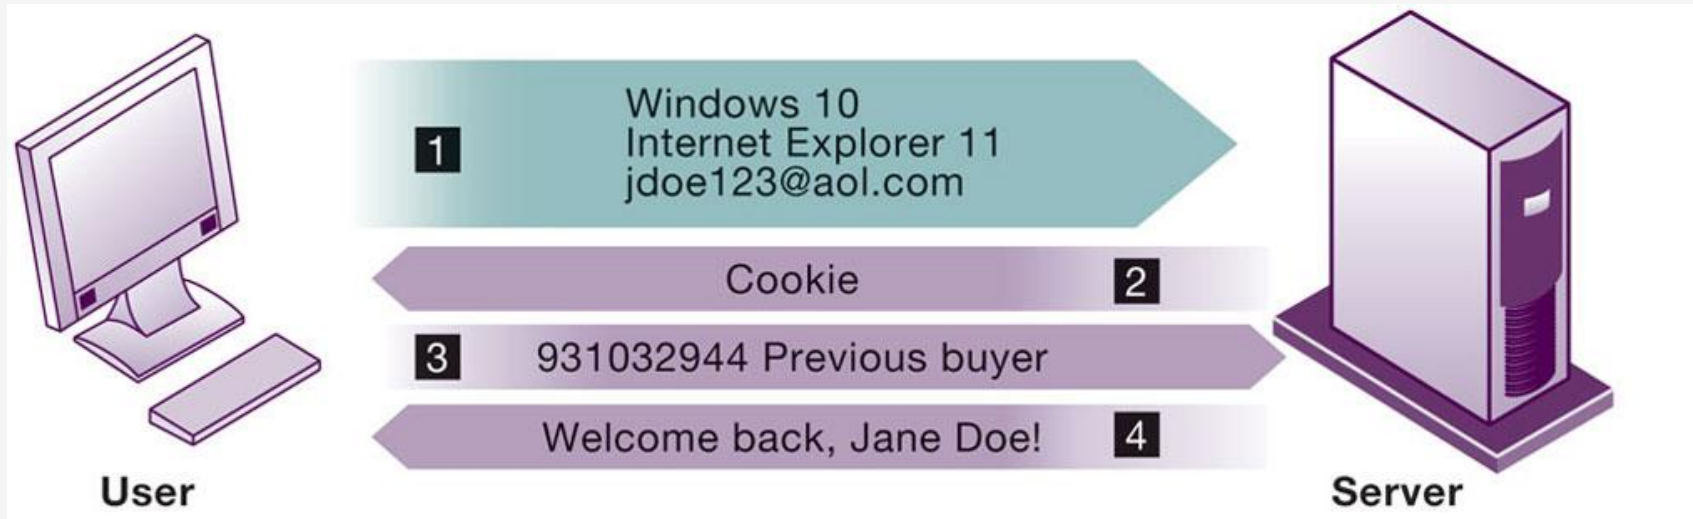 1
Windows 10
Internet Explorer 11
jdoe123@aol.com
Cookie 2
3 931032944 Previous buyer
Welcome back, Jane Doe! 4
User
Server